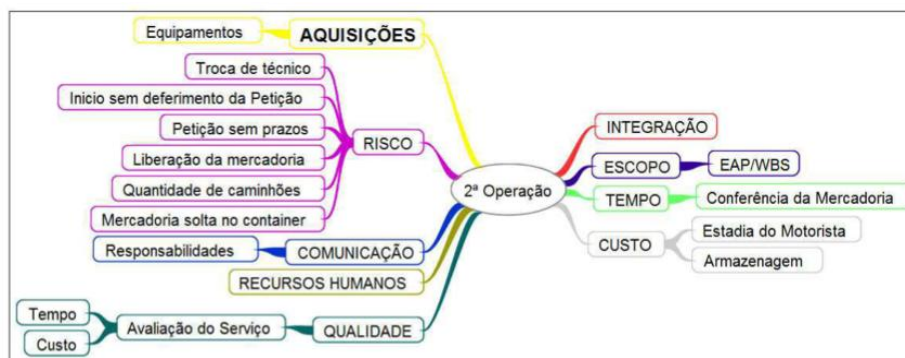 Equipamentos
AQUISIÇÕES
Troca de técnico
Inicio sem deferimento da Petição
Petição sem prazos
RISCO
Liberação da mercadoria
Quantidade de caminhões
Mercadoria solta no container
Responsabilidades
COMUNICAÇÃO
RECURSOS HUMANOS
Tempo
Custo
Avaliação do Serviço
QUALIDADE
2ª Operação
INTEGRAÇÃO
ESCOPO
EAP/WBS
TEMPO
Conferência da Mercadoria
CUSTO
Estadia do Motorista
Armazenagem